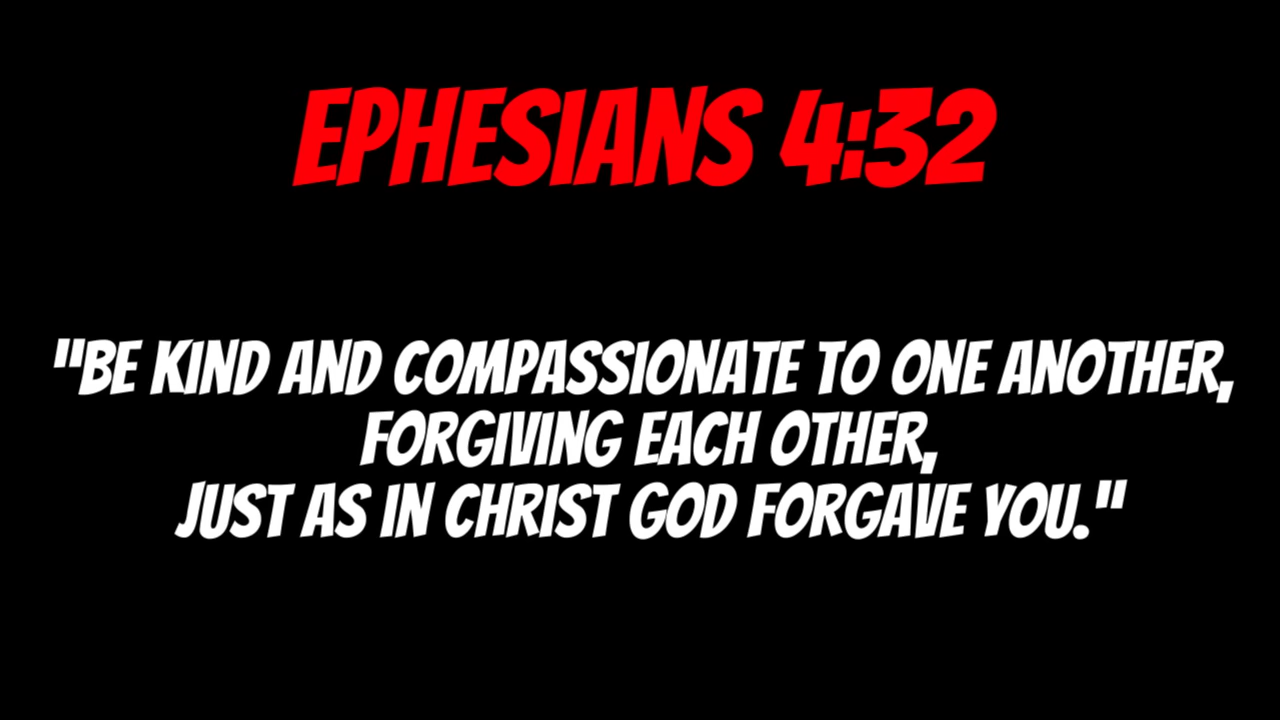 EPHESIANS 4:32
"BE KIND AND COMPASSIONATE TO ONE ANOTHER,
FORGIVING EACH OTHER,
JUST AS IN CHRIST GOD FORGAVE YOU."